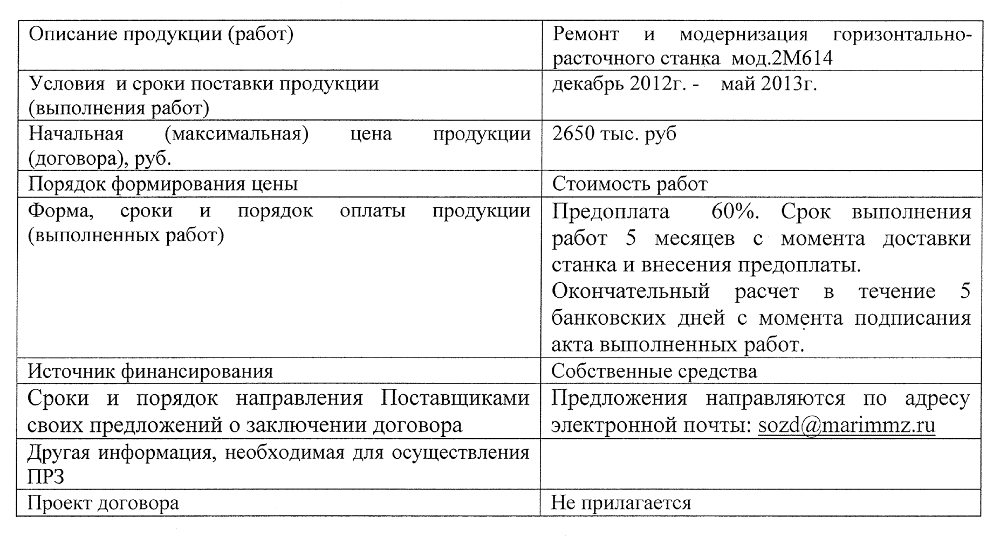 Описание продукции (работ)
Ремонт и модернизация горизонтально-
расточного станка мод.2М614
Условия и сроки поставки продукции
(выполнения работ)
декабрь 2012г. - май 2013г.
Начальная (максимальная) цена продукции
(договора), руб.
2650 тыс. руб
Порядок формирования цены
Стоимость работ
Форма, сроки и порядок оплаты продукции
(выполненных работ)
Предоплата 60%. Срок выполнения
работ 5 месяцев с момента доставки
станка и внесения предоплаты.
Окончательный расчет в течение 5
банковских дней с момента подписания
акта выполненных работ.
Источник финансирования
Собственные средства
Сроки и порядок направления Поставщиками
своих предложений о заключении договора
Предложения направляются по адресу
электронной почты: sozd@marimmz.ru
Другая информация, необходимая для осуществления
ПРЗ
Проект договора
Не прилагается